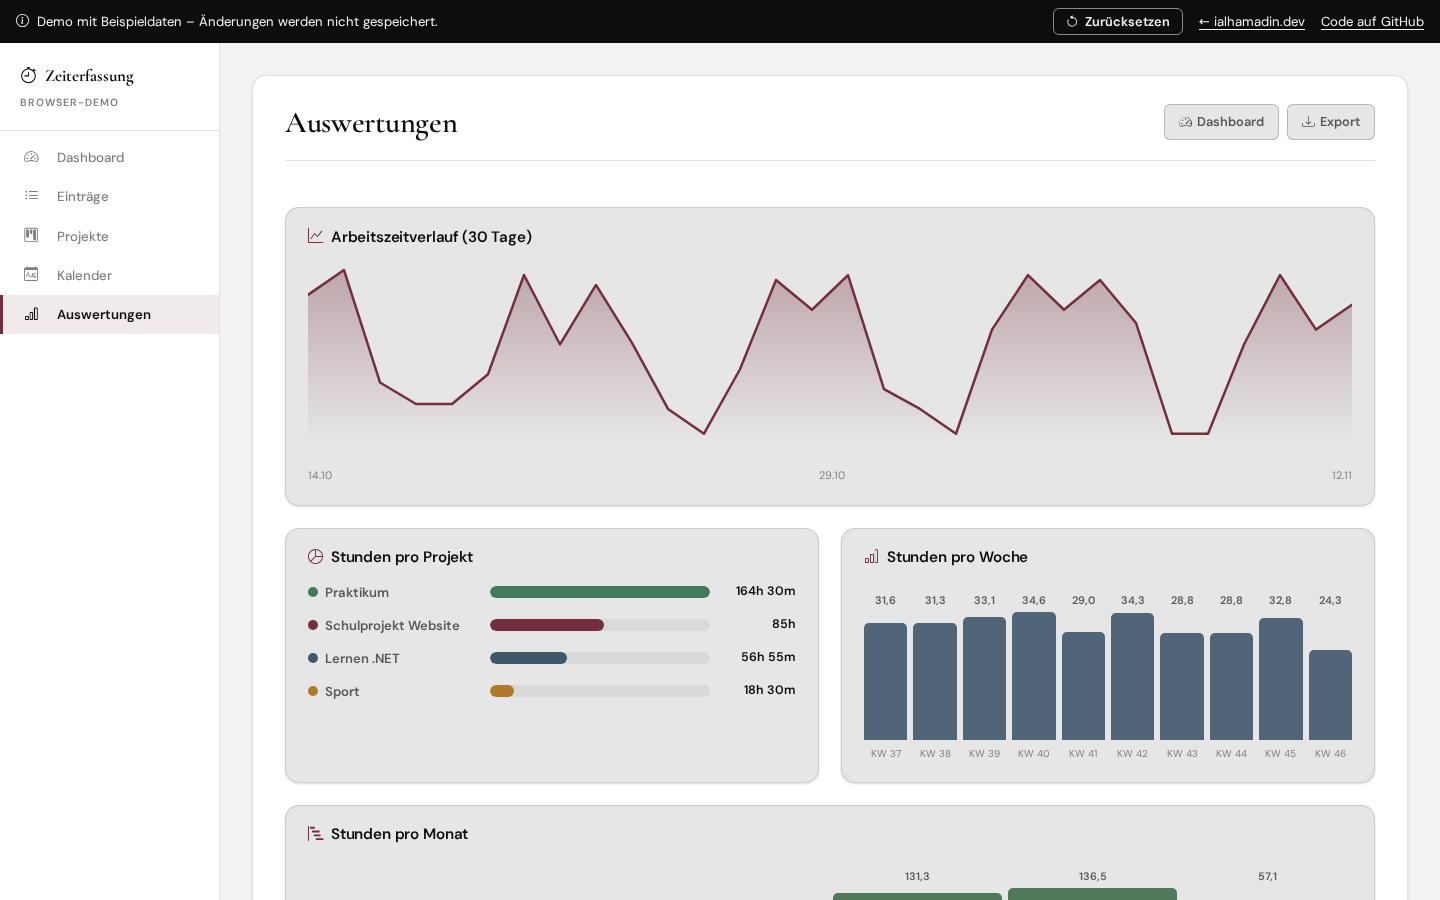 Demo mit Beispieldaten – Änderungen werden nicht gespeichert.
Zurücksetzen
← ialhamadin.dev
Code auf GitHub
Zeiterfassung
BROWSER-DEMO
Dashboard
Einträge
Projekte
Kalender
Auswertungen
Auswertungen
Dashboard
Export
Arbeitszeitverlauf (30 Tage)
14.10
29.10
12.11
Stunden pro Projekt
Praktikum
164h 30m
Schulprojekt Website
85h
Lernen .NET
56h 55m
Sport
18h 30m
Stunden pro Woche
31,6 31,3 33,1 34,6 29,0 34,3 28,8 28,8 32,8 24,3
KW 37 KW 38 KW 39 KW 40 KW 41 KW 42 KW 43 KW 44 KW 45 KW 46
Stunden pro Monat
131,3 136,5 57,1